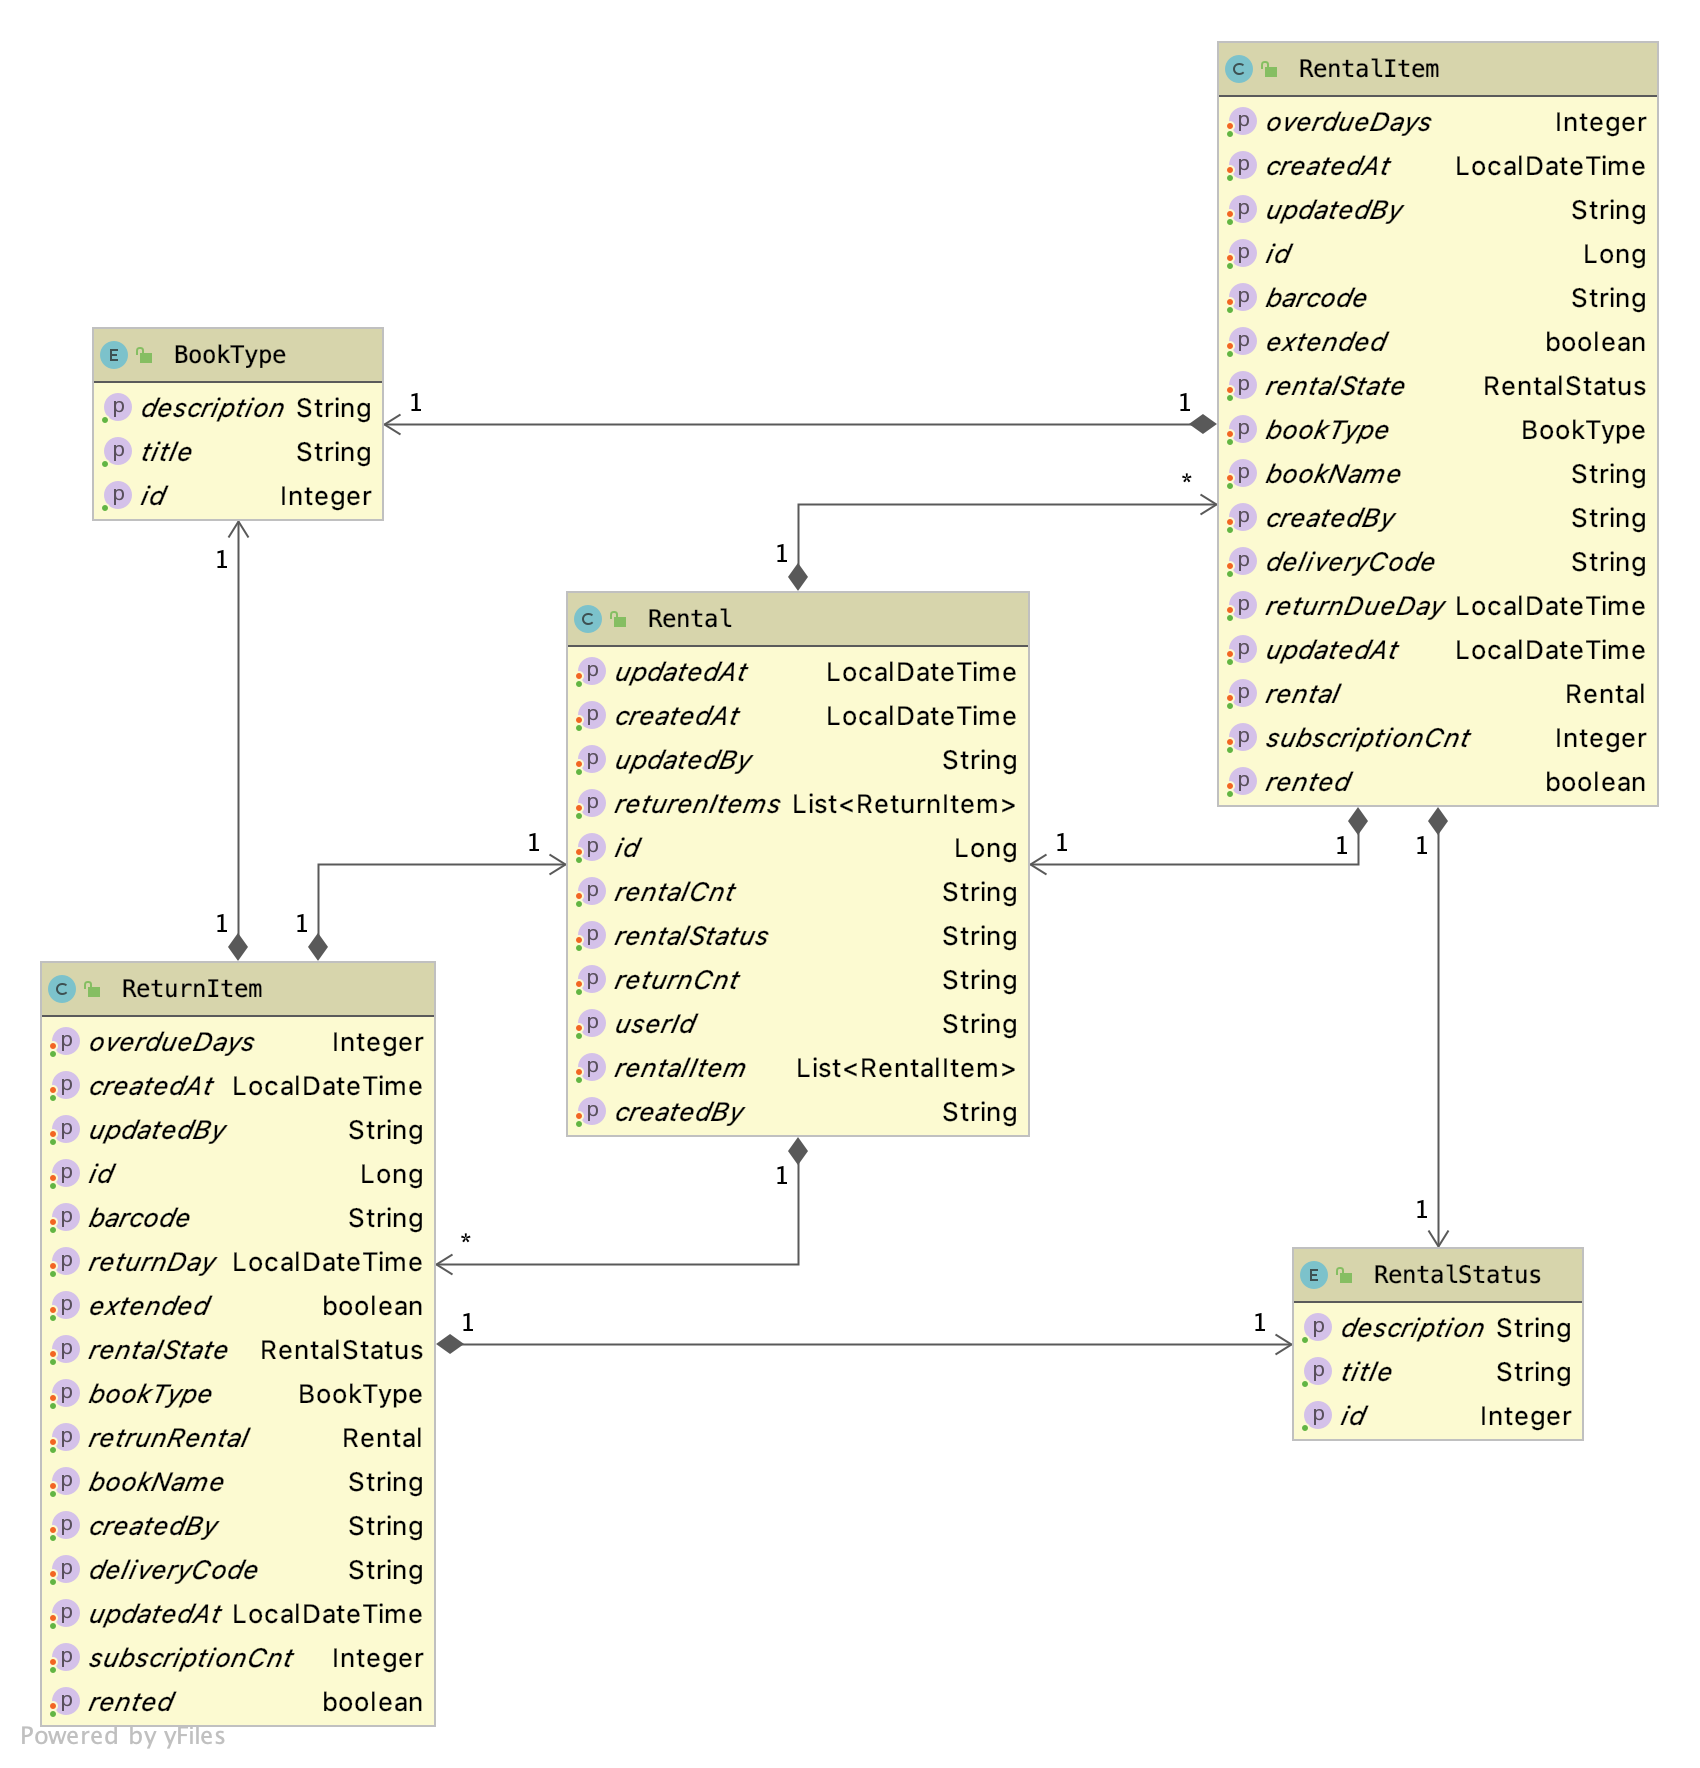 C RentalItem
p overdueDays Integer
p createdAt LocalDateTime
p updatedBy String
p id Long
p barcode String
p extended boolean
p rentalState RentalStatus
p bookType BookType
p bookName String
p createdBy String
p deliveryCode String
p returnDueDay LocalDateTime
p updatedAt LocalDateTime
p rental Rental
p subscriptionCnt Integer
p rented boolean
E BookType
p description String
p title String
p id Integer
1 1
*
1
1
C Rental
p updatedAt LocalDateTime
p createdAt LocalDateTime
p updatedBy String
p returenItems List<ReturnItem>
p id Long
p rentalCnt String
p rentalStatus String
p returnCnt String
p userId String
p rentalItem List<RentalItem>
p createdBy String
1 1 1 1
1 1
1
1
*
1 1
C ReturnItem
p overdueDays Integer
p createdAt LocalDateTime
p updatedBy String
p id Long
p barcode String
p returnDay LocalDateTime
p extended boolean
p rentalState RentalStatus
p bookType BookType
p retrunRental Rental
p bookName String
p createdBy String
p deliveryCode String
p updatedAt LocalDateTime
p subscriptionCnt Integer
p rented boolean
E RentalStatus
p description String
p title String
p id Integer
Powered by yFiles